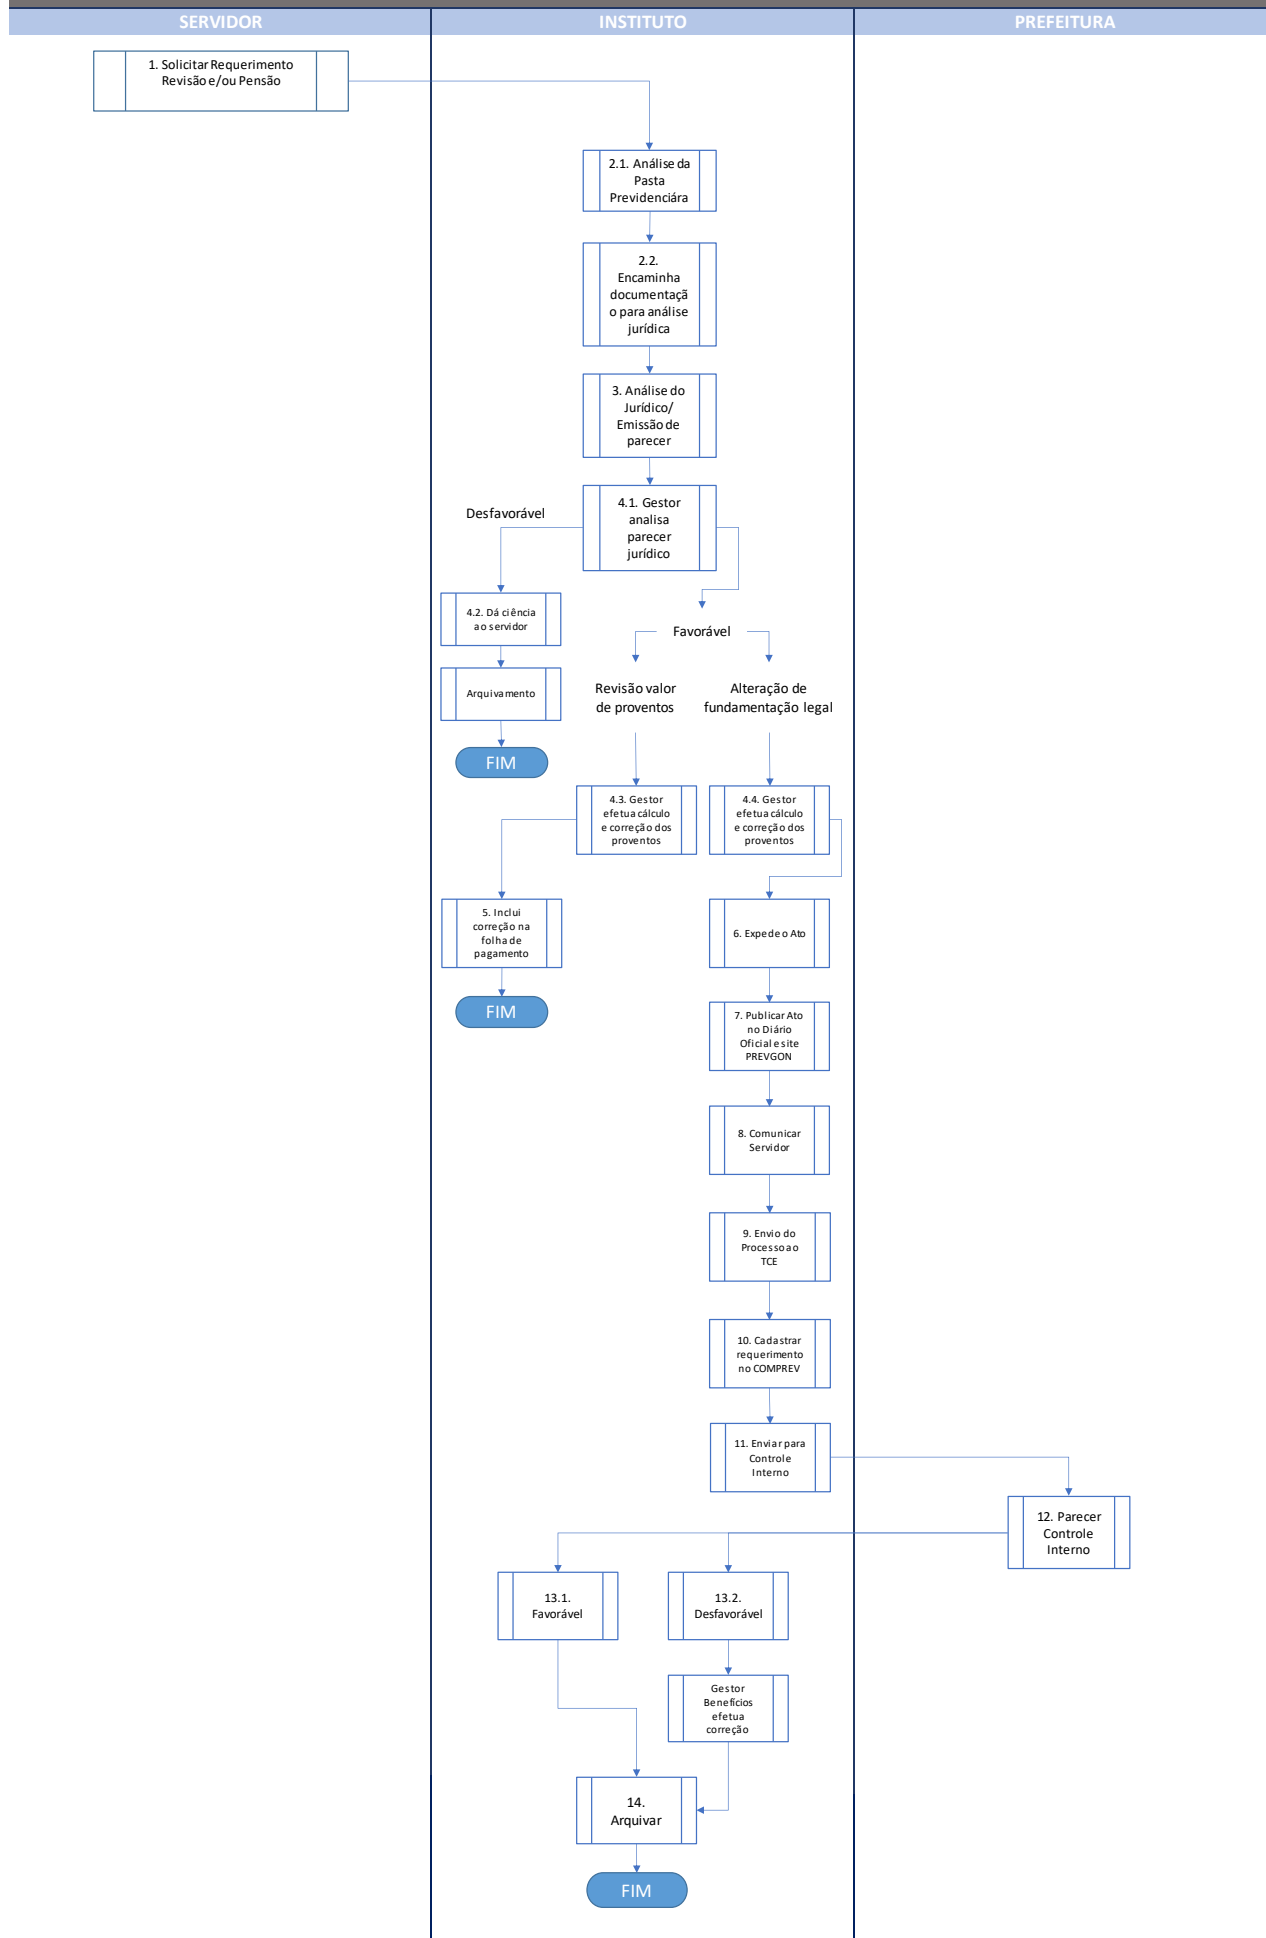 SERVIDOR
INSTITUTO
PREFEITURA
1. Solicitar Requerimento
Revisão e/ou Pensão
2.1. Análise da
Pasta
Previdenciára
2.2.
Encaminha
documentaçã
o para análise
jurídica
3. Análise do
Jurídico/
Emissão de
parecer
4.1. Gestor
analisa
parecer
jurídico
Desfavorável
4.2. Dá ciência
ao servidor
Arquivamento
FIM
Favorável
Revisão valor
de proventos
Alteração de
fundamentação legal
4.3. Gestor
efetua cálculo
e correção dos
proventos
4.4. Gestor
efetua cálculo
e correção dos
proventos
5. Inclui
correção na
folha de
pagamento
FIM
6. Expede o Ato
7. Publicar Ato
no Diário
Oficial e site
PREVGON
8. Comunicar
Servidor
9. Envio do
Processo ao
TCE
10. Cadastrar
requerimento
no COMPREV
11. Enviar para
Controle
Interno
12. Parecer
Controle
Interno
13.1.
Favorável
13.2.
Desfavorável
Gestor
Benefícios
efetua
correção
14.
Arquivar
FIM